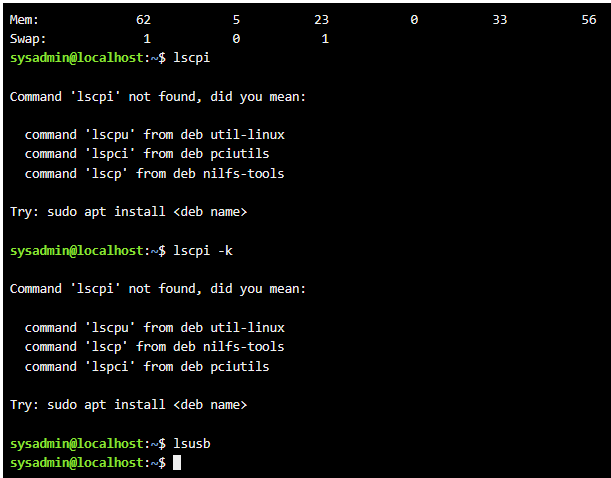 Mem: 62 5 23 0 33 56
Swap: 1 0 1
sysadmin@localhost:~$ lscpi
Command 'lscpi' not found, did you mean:
command 'lscpu' from deb util-linux
command 'lspci' from deb pciutils
command 'lscp' from deb nilfs-tools
Try: sudo apt install <deb name>
sysadmin@localhost:~$ lscpi -k
Command 'lscpi' not found, did you mean:
command 'lscpu' from deb util-linux
command 'lscp' from deb nilfs-tools
command 'lspci' from deb pciutils
Try: sudo apt install <deb name>
sysadmin@localhost:~$ lsusb
sysadmin@localhost:~$